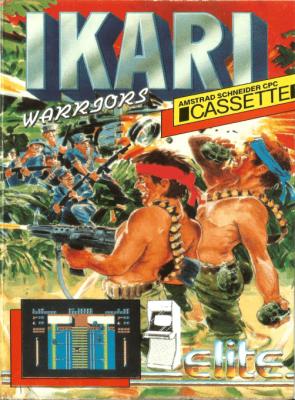 IKARI
WARRIORS
AMSTRAD SCHNEIDER CPC
CASSETTE
elite